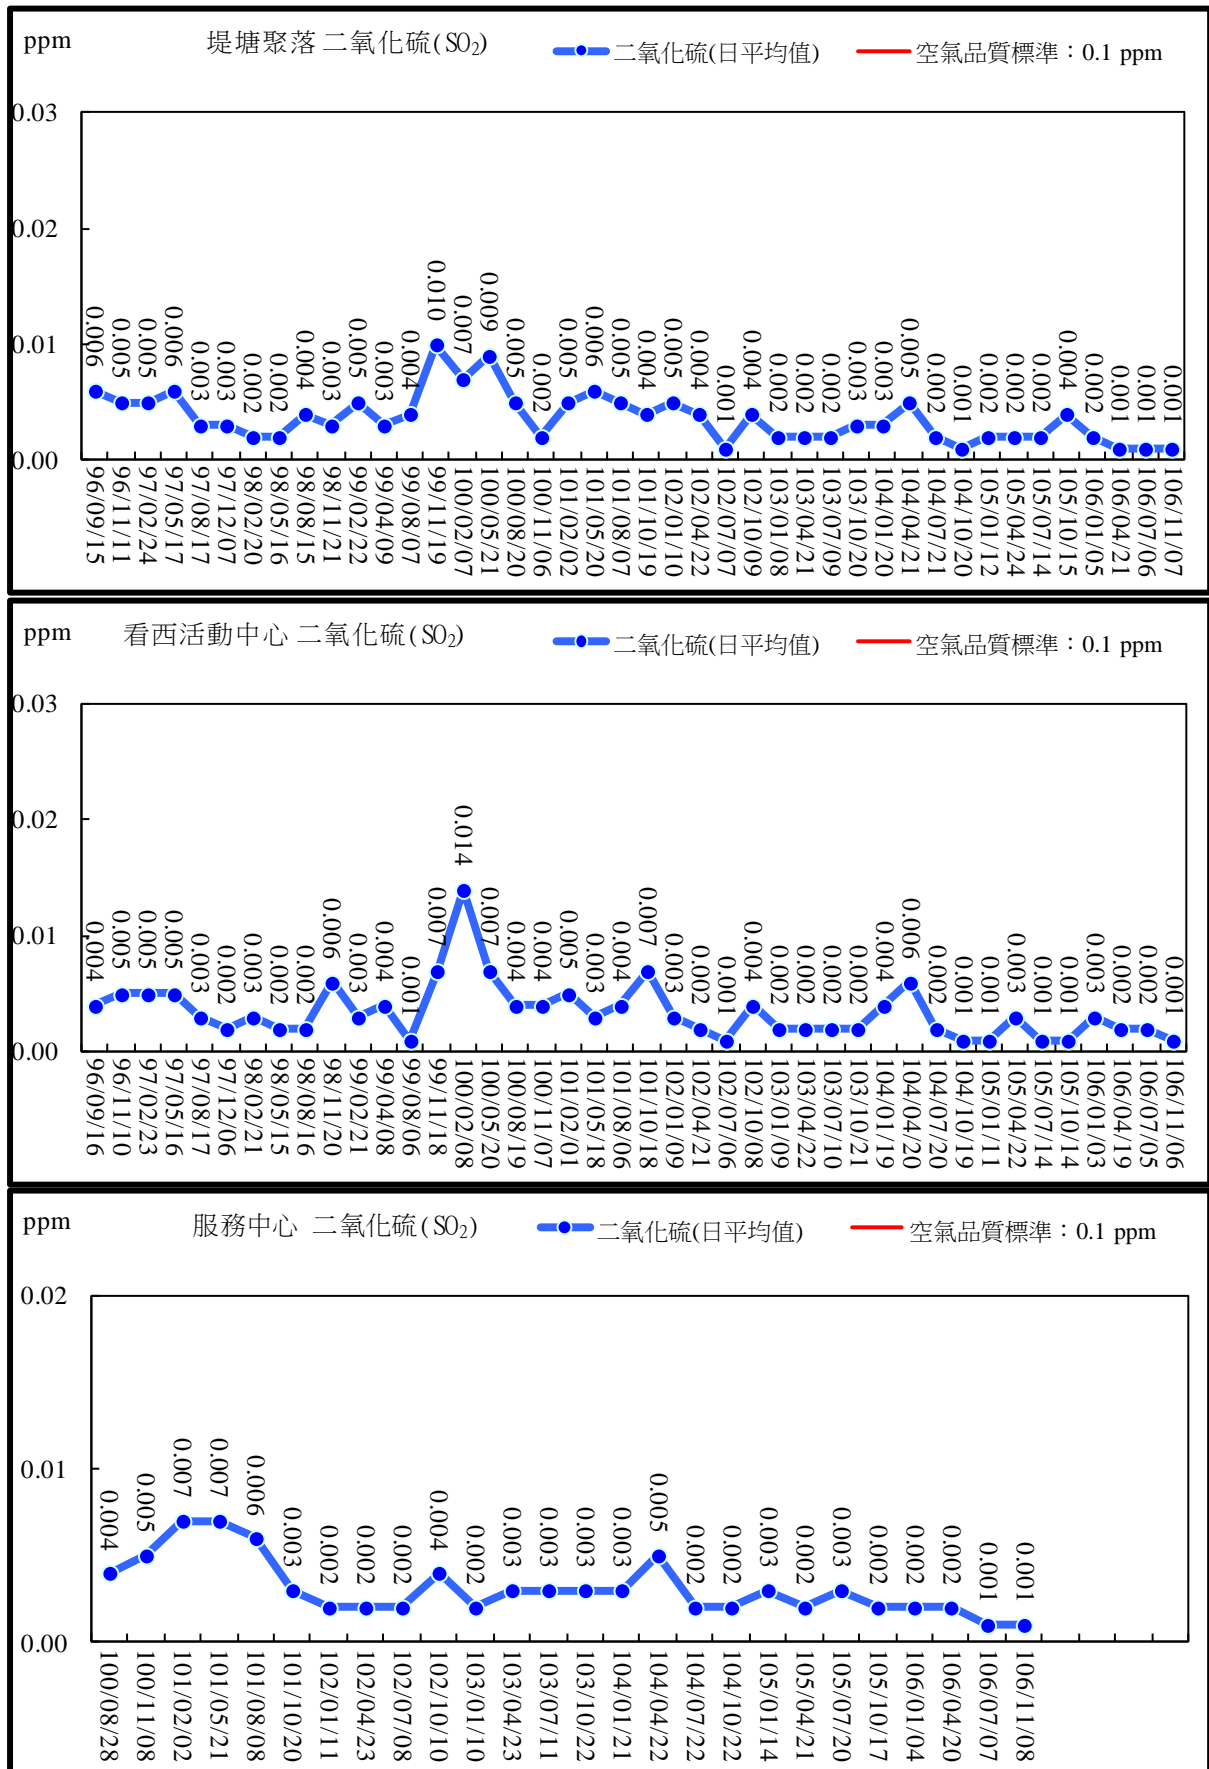 ppm 堤塘聚落 二氧化硫(SO2) 二氧化硫(日平均值) 空氣品質標準：0.1 ppm
0.03
0.02
0.01
0.00
0.006 0.005 0.005 0.006 0.003 0.003 0.002 0.002 0.004 0.003 0.005 0.003 0.004 0.010 0.007 0.009 0.005 0.002 0.005 0.006 0.005 0.004 0.005 0.004 0.001 0.004 0.002 0.002 0.002 0.003 0.003 0.005 0.002 0.001 0.002 0.002 0.002 0.004 0.002 0.001 0.001 0.001
96/09/15 96/11/11 97/02/24 97/05/17 97/08/17 97/12/07 98/02/20 98/05/16 98/08/15 98/11/21 99/02/22 99/04/09 99/08/07 99/11/19 100/02/07 100/05/21 100/08/20 100/11/06 101/02/02 101/05/20 101/08/07 101/10/19 102/01/10 102/04/22 102/07/07 102/10/09 103/01/08 103/04/21 103/07/09 103/10/20 104/01/20 104/04/21 104/07/21 104/10/20 105/01/12 105/04/24 105/07/14 105/10/15 106/01/05 106/04/21 106/07/06 106/11/07
ppm 看西活動中心 二氧化硫(SO2) 二氧化硫(日平均值) 空氣品質標準：0.1 ppm
0.03
0.02
0.01
0.00
0.004 0.005 0.005 0.005 0.003 0.002 0.003 0.002 0.002 0.006 0.003 0.004 0.001 0.007 0.014 0.007 0.004 0.004 0.005 0.003 0.004 0.007 0.003 0.002 0.001 0.004 0.002 0.002 0.002 0.002 0.004 0.006 0.002 0.001 0.001 0.003 0.001 0.001 0.003 0.002 0.002 0.001
96/09/16 96/11/10 97/02/23 97/05/16 97/08/17 97/12/06 98/02/21 98/05/15 98/08/16 98/11/20 99/02/21 99/04/08 99/08/06 99/11/18 100/02/08 100/05/20 100/08/19 100/11/07 101/02/01 101/05/18 101/08/06 101/10/18 102/01/09 102/04/21 102/07/06 102/10/08 103/01/09 103/04/22 103/07/10 103/10/21 104/01/19 104/04/20 104/07/20 104/10/19 105/01/11 105/04/22 105/07/14 105/10/14 106/01/03 106/04/19 106/07/05 106/11/06
ppm 服務中心 二氧化硫(SO2) 二氧化硫(日平均值) 空氣品質標準：0.1 ppm
0.02
0.01
0.00
0.004 0.005 0.007 0.007 0.006 0.003 0.002 0.002 0.002 0.004 0.002 0.003 0.003 0.003 0.003 0.005 0.002 0.002 0.003 0.002 0.003 0.002 0.002 0.002 0.001 0.001
100/08/28 100/11/08 101/02/02 101/05/21 101/08/08 101/10/20 102/01/11 102/04/23 102/07/08 102/10/10 103/01/10 103/04/23 103/07/11 103/10/22 104/01/21 104/04/22 104/07/22 104/10/22 105/01/14 105/04/21 105/07/20 105/10/17 106/01/04 106/04/20 106/07/07 106/11/08